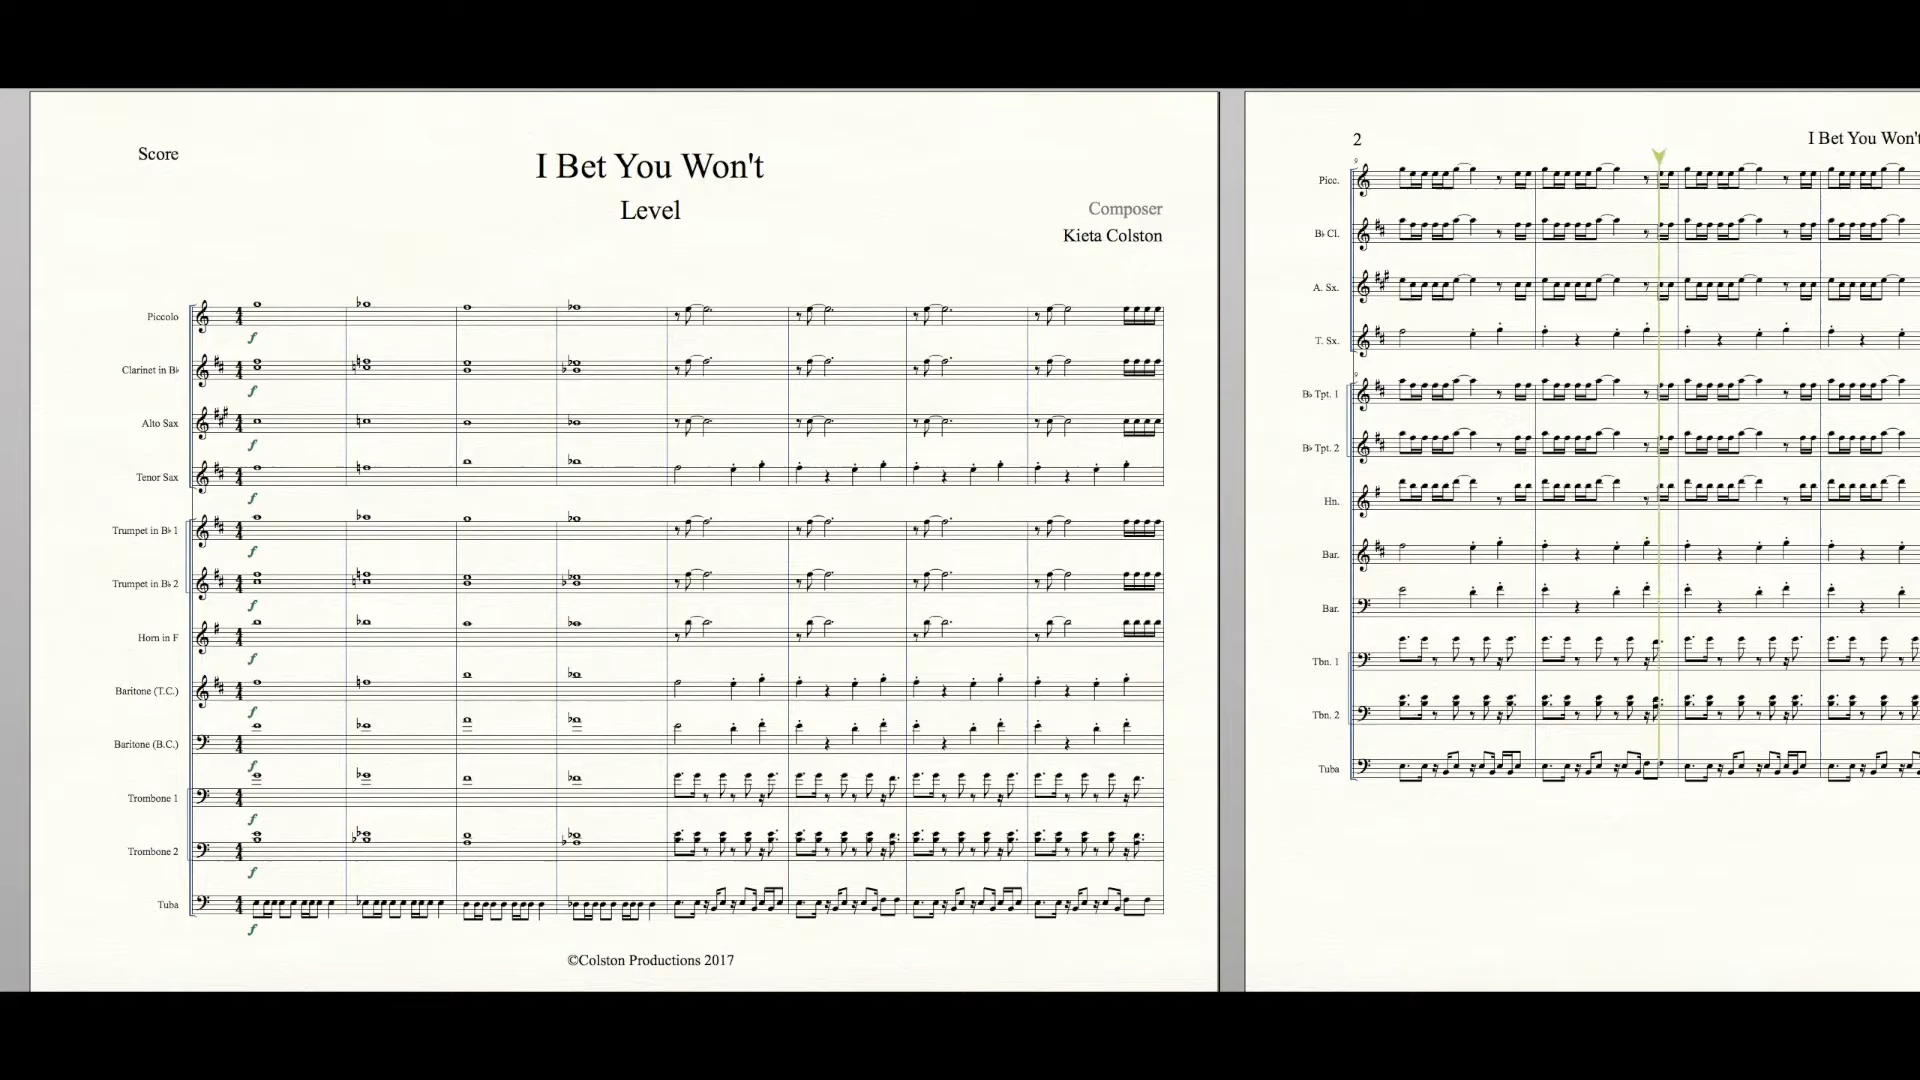 Score
I Bet You Won't
Level
Composer
Kieta Colston
Piccolo
f
Clarinet in B♭
f
Alto Sax
f
Tenor Sax
f
Trumpet in B♭ 1
f
Trumpet in B♭ 2
f
Horn in F
f
Baritone (T.C.)
f
Baritone (B.C.)
f
Trombone 1
f
Trombone 2
f
Tuba
f
©Colston Productions 2017
2
I Bet You Won't
9
Picc.
B♭ Cl.
A. Sx.
T. Sx.
9
B♭ Tpt. 1
B♭ Tpt. 2
Hn.
Bar.
Bar.
Tbn. 1
Tbn. 2
Tuba